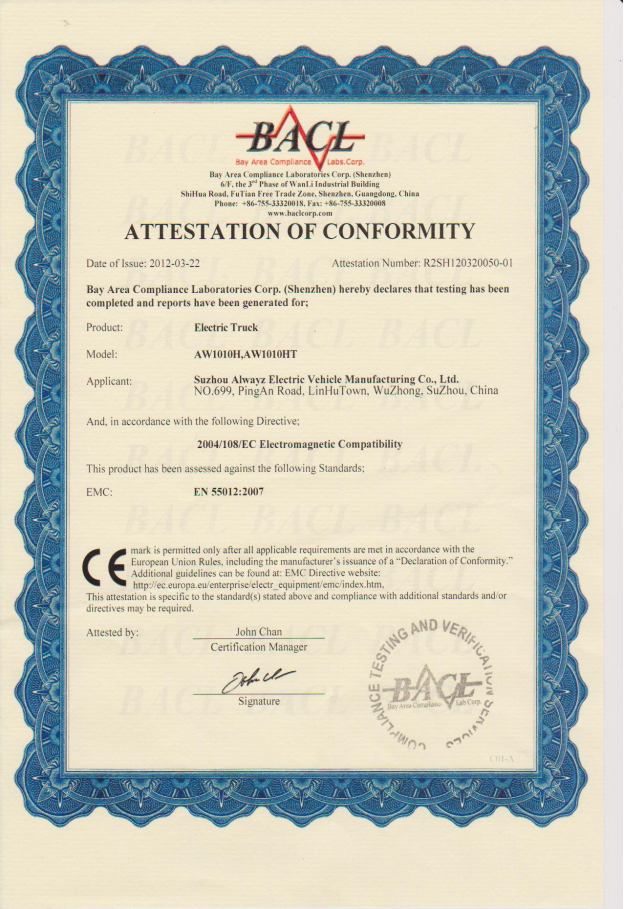 BACL
Bay Area Compliance Labs.Corp.
Bay Area Compliance Laboratories Corp. (Shenzhen)
6/F, the 3rd Phase of WanLi Industrial Building
ShiHua Road, FuTian Free Trade Zone, Shenzhen, Guangdong, China
Phone: +86-755-33320018, Fax: +86-755-33320008
www.baclcorp.com
ATTESTATION OF CONFORMITY
Date of Issue: 2012-03-22 Attestation Number: R2SH120320050-01
Bay Area Compliance Laboratories Corp. (Shenzhen) hereby declares that testing has been
completed and reports have been generated for;
Product: Electric Truck
Model: AW1010H,AW1010HT
Applicant: Suzhou Alwayz Electric Vehicle Manufacturing Co., Ltd.
NO.699, PingAn Road, LinHuTown, WuZhong, SuZhou, China
And, in accordance with the following Directive;
2004/108/EC Electromagnetic Compatibility
This product has been assessed against the following Standards;
EMC: EN 55012:2007
CE mark is permitted only after all applicable requirements are met in accordance with the
European Union Rules, including the manufacturer's issuance of a “Declaration of Conformity.”
Additional guidelines can be found at: EMC Directive website:
http://ec.europa.eu/enterprise/electr_equipment/emc/index.htm,
This attestation is specific to the standard(s) stated above and compliance with additional standards and/or
directives may be required.
Attested by: John Chan
Certification Manager
Signature
COMPLIANCE TESTING AND VERIFICATION SERVICES
BACL
Bay Area Compliance Lab Corp.